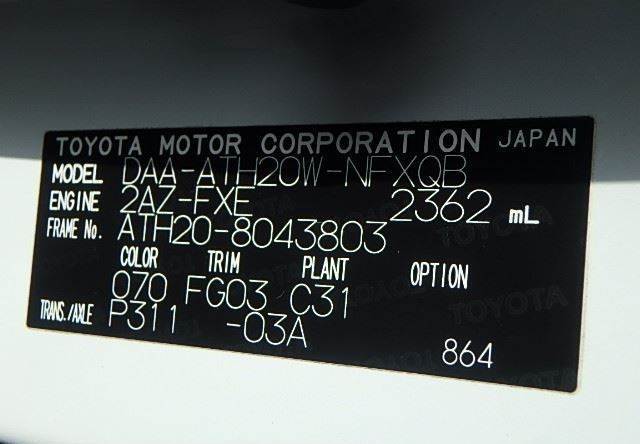 TOYOTA MOTOR CORPORATION JAPAN
MODEL DAA-ATH20W-NFXQB
ENGINE 2AZ-FXE 2362 mL
FRAME No. ATH20-8043803
COLOR TRIM PLANT OPTION
070 FG03 C31
TRANS./AXLE P311 -03A
864